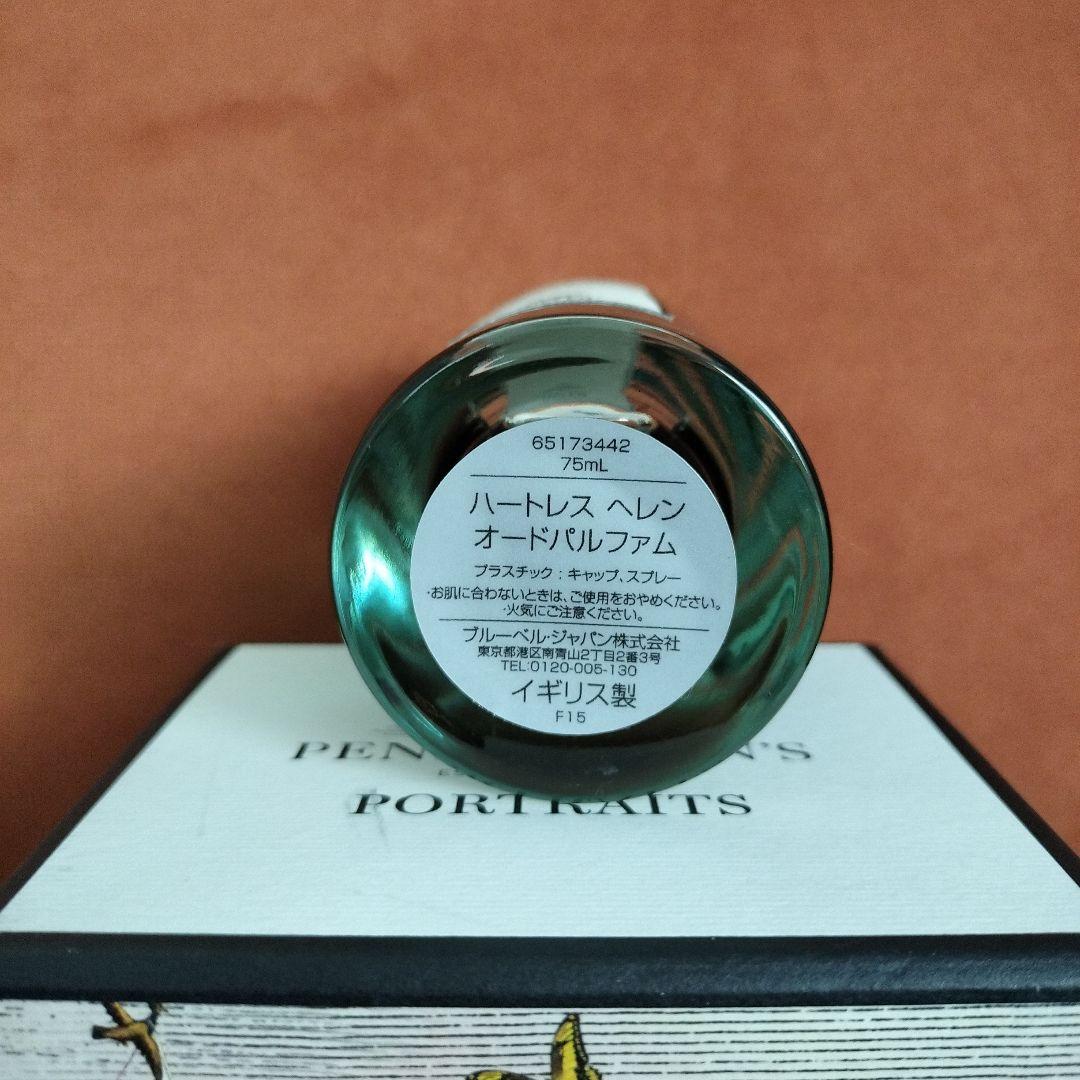 65173442
75mL
ハートレス ヘレン
オードパルファム
プラスチック : キャップ、スプレー
・お肌に合わないときは、ご使用をおやめください。
・火気にご注意ください。
ブルーベル・ジャパン株式会社
東京都港区南青山2丁目2番3号
TEL:0120-005-130
イギリス製
F15
PEN N'S
PORTRAITS